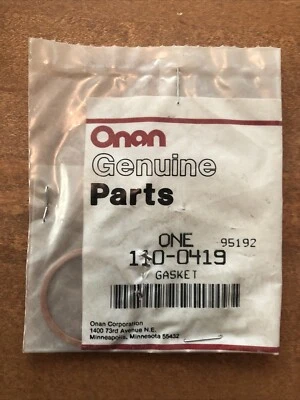 Onan
Genuine
Parts
ONE 95192
110-0419
GASKET
Onan Corporation
1400 73rd Avenue N.E.
Minneapolis, Minnesota 55432